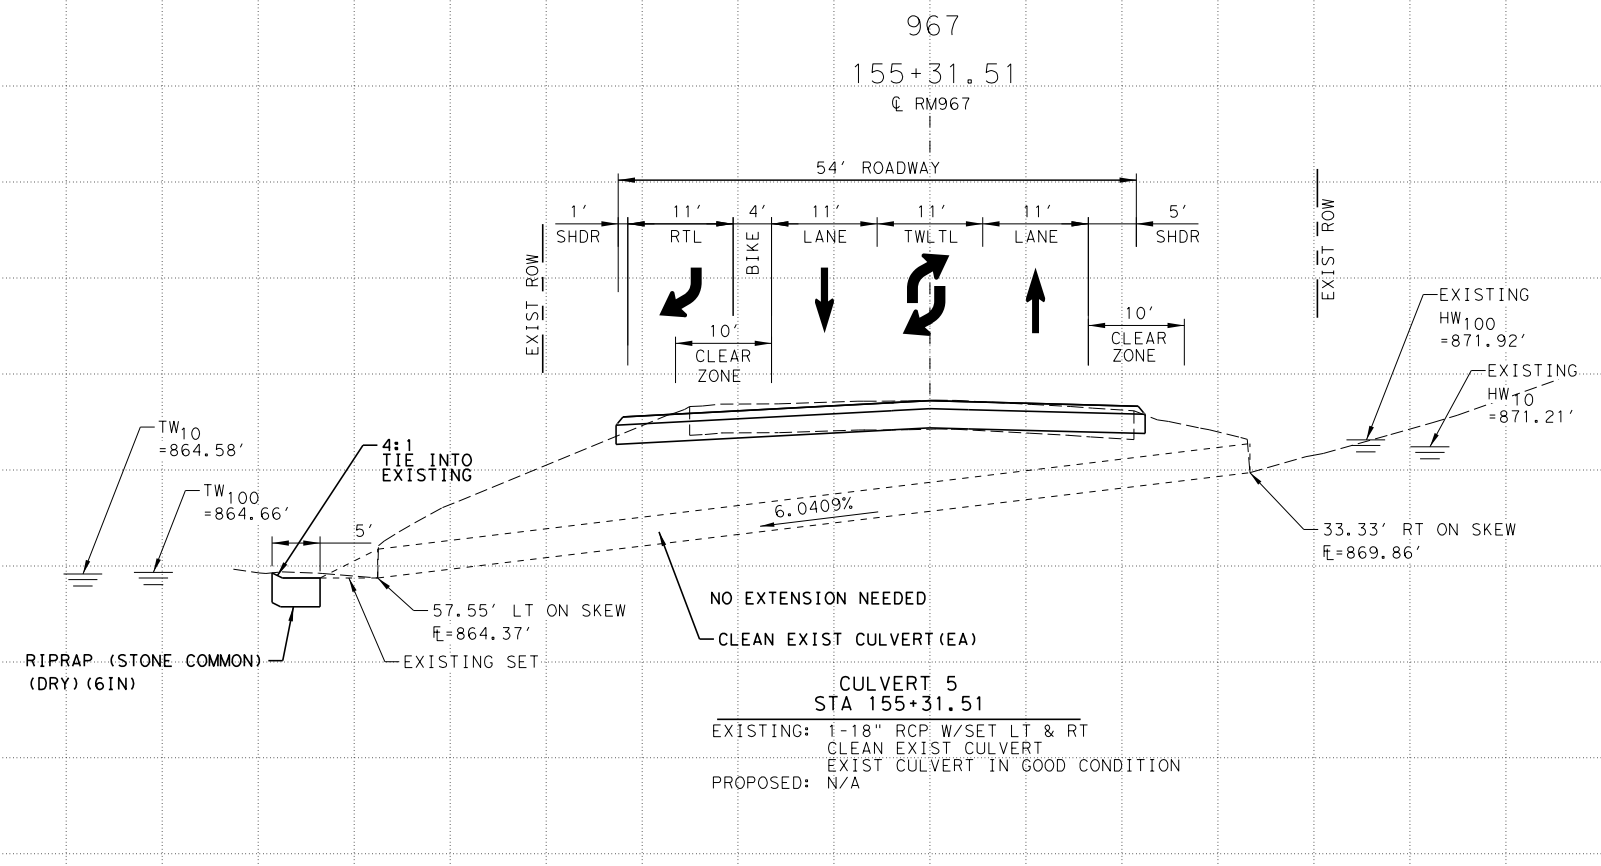 967
155+31.51
℄ RM967
54' ROADWAY
1'
11'
4'
11'
11'
11'
5'
SHDR
RTL
BIKE
LANE
TWLTL
LANE
SHDR
EXIST ROW
EXIST ROW
10'
CLEAR
ZONE
10'
CLEAR
ZONE
EXISTING
HW100
=871.92'
EXISTING
HW10
=871.21'
TW10
=864.58'
4:1
TIE INTO
EXISTING
TW100
=864.66'
5'
6.0409%
33.33' RT ON SKEW
FL=869.86'
57.55' LT ON SKEW
FL=864.37'
NO EXTENSION NEEDED
CLEAN EXIST CULVERT(EA)
EXISTING SET
RIPRAP (STONE COMMON)
(DRY)(6IN)
CULVERT 5
STA 155+31.51
EXISTING: 1-18" RCP W/SET LT & RT
CLEAN EXIST CULVERT
EXIST CULVERT IN GOOD CONDITION
PROPOSED: N/A